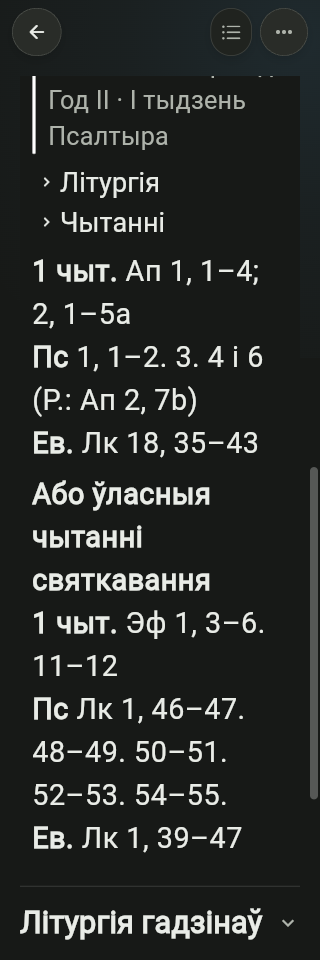 Год II · I тыдзень
Псалтыра
Літургія
Чытанні
1 чыт. Ап 1, 1–4;
2, 1–5a
Пс 1, 1–2. 3. 4 і 6
(Р.: Ап 2, 7b)
Ев. Лк 18, 35–43
Або ўласныя
чытанні
святкавання
1 чыт. Эф 1, 3–6.
11–12
Пс Лк 1, 46–47.
48–49. 50–51.
52–53. 54–55.
Ев. Лк 1, 39–47
Літургія гадзінаў